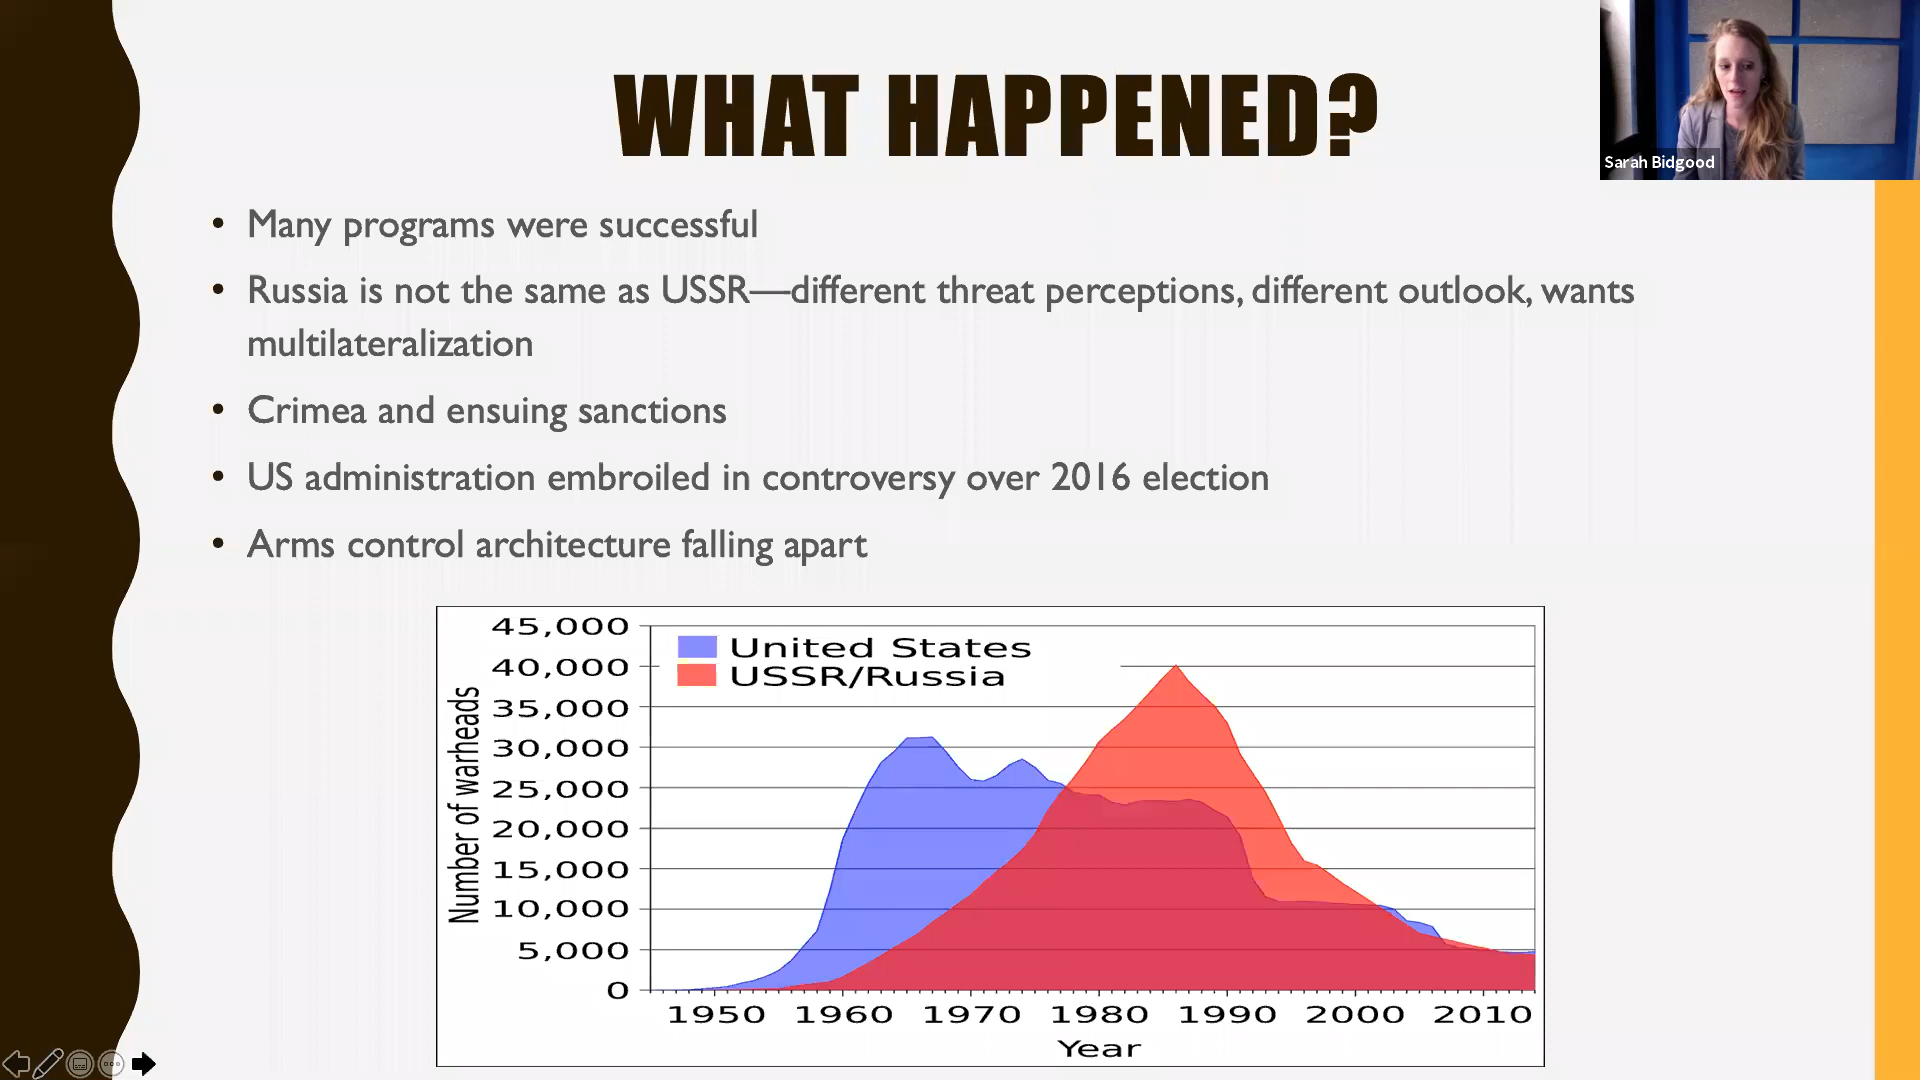 WHAT HAPPENED?
Sarah Bidgood
• Many programs were successful
• Russia is not the same as USSR—different threat perceptions, different outlook, wants
multilateralization
• Crimea and ensuing sanctions
• US administration embroiled in controversy over 2016 election
• Arms control architecture falling apart
United States
USSR/Russia
Number of warheads
45,000
40,000
35,000
30,000
25,000
20,000
15,000
10,000
5,000
0
1950 1960 1970 1980 1990 2000 2010
Year